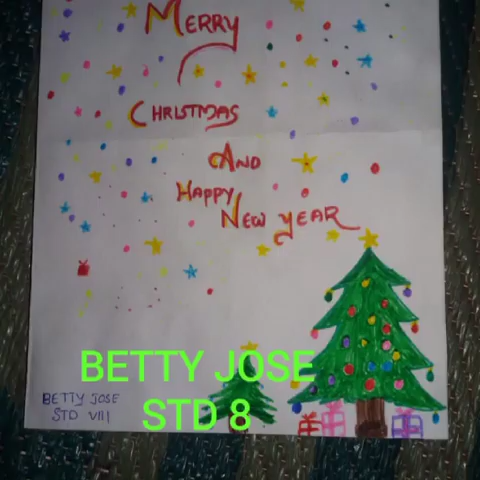 MERRY
CHRISTMAS
AND
HAPPY
NEW YEAR
BETTY JOSE
STD 8
BETTY JOSE
STD VIII